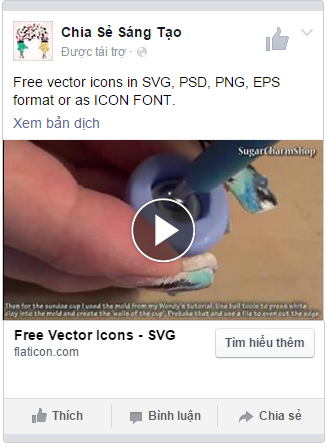 Chia Sẻ Sáng Tạo
Được tài trợ ·
Free vector icons in SVG, PSD, PNG, EPS
format or as ICON FONT.
Xem bản dịch
SugarCharmShop
Then for the sundae cup I used the mold from my Wendy's tutorial. Use ball tools to press white
clay into the mold and create the 'walls of the cup'. Prebake that and use a file to even out the edge.
Free Vector Icons - SVG
flaticon.com
Tìm hiểu thêm
Thích
Bình luận
Chia sẻ